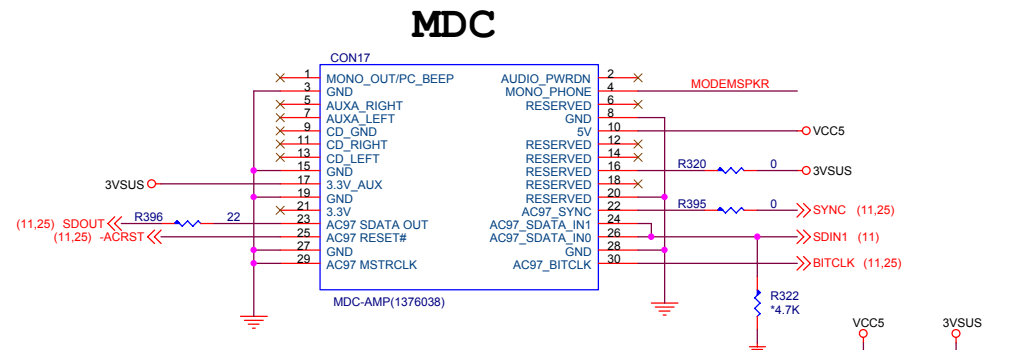 MDC
CON17
1 MONO_OUT/PC_BEEP AUDIO_PWRDN 2
3 GND MONO_PHONE 4 MODEMSPKR
5 AUXA_RIGHT RESERVED 6
7 AUXA_LEFT GND 8
9 CD_GND 5V 10 VCC5
11 CD_RIGHT RESERVED 12
13 CD_LEFT RESERVED 14
15 GND RESERVED 16 R320 0 3VSUS
3VSUS 17 3.3V_AUX RESERVED 18
19 GND RESERVED 20
21 3.3V AC97_SYNC 22 R395 0 SYNC (11,25)
(11,25) SDOUT R396 22 23 AC97 SDATA OUT AC97_SDATA_IN1 24
(11,25) -ACRST 25 AC97 RESET# AC97_SDATA_IN0 26 SDIN1 (11)
27 GND GND 28
29 AC97 MSTRCLK AC97_BITCLK 30 BITCLK (11,25)
MDC-AMP(1376038)
R322
*4.7K
VCC5 3VSUS